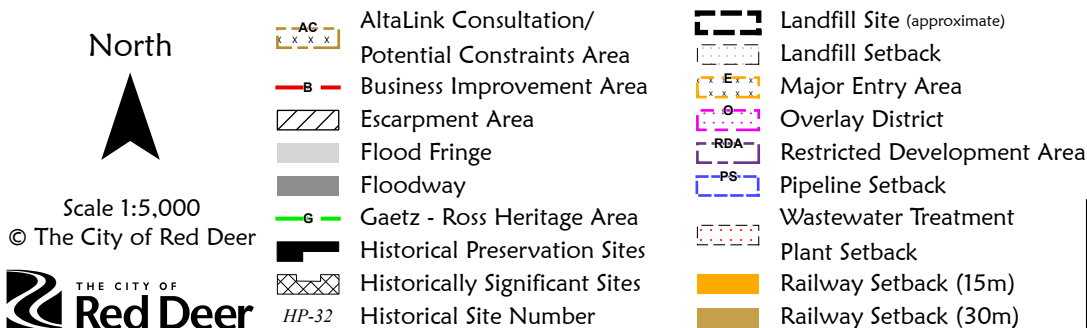 North
Scale 1:5,000
© The City of Red Deer
THE CITY OF
Red Deer
AC
x x x x
AltaLink Consultation/
Potential Constraints Area
B
Business Improvement Area
Escarpment Area
Flood Fringe
Floodway
G
Gaetz - Ross Heritage Area
Historical Preservation Sites
Historically Significant Sites
HP-32 Historical Site Number
Landfill Site (approximate)
Landfill Setback
E
Major Entry Area
O
Overlay District
RDA
Restricted Development Area
PS
Pipeline Setback
Wastewater Treatment
Plant Setback
Railway Setback (15m)
Railway Setback (30m)